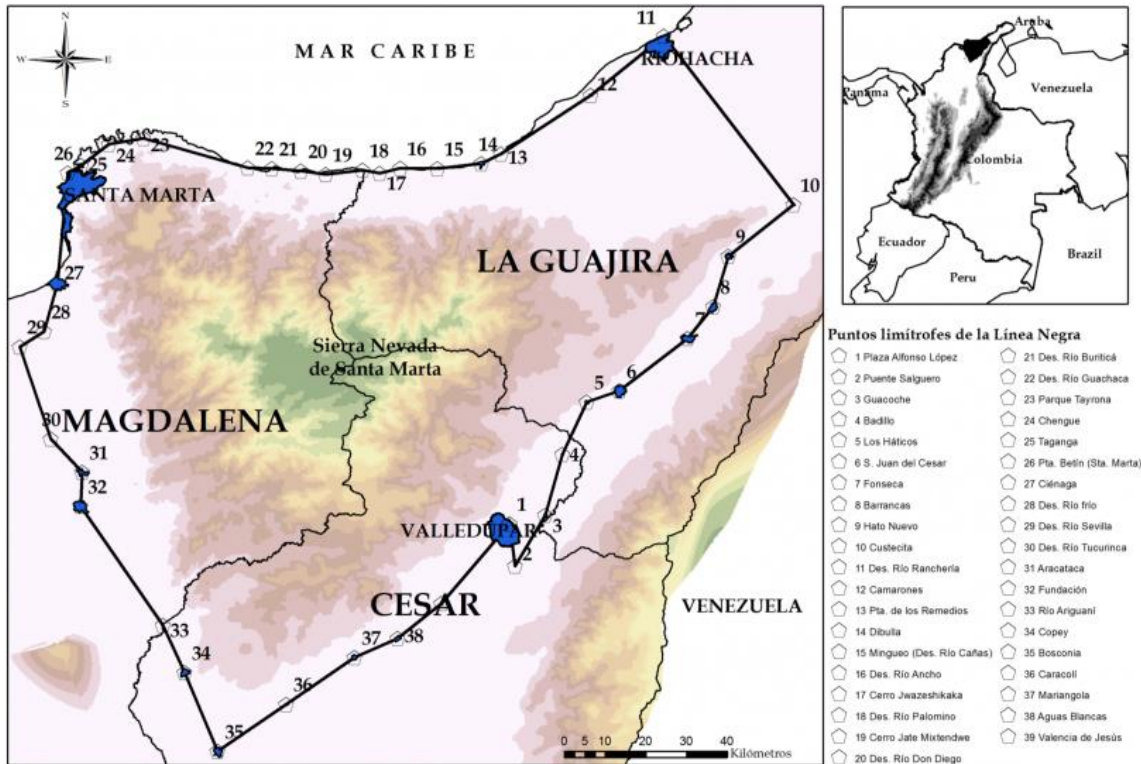 N
W E
S
MAR CARIBE
11
RIOHACHA
12
26
25
24
23
22
21
20
19
18
17
16
15
14
13
SANTA MARTA
10
LA GUAJIRA
9
27
8
28
7
29
Sierra Nevada
de Santa Marta
6
5
30
MAGDALENA
31
4
32
1
VALLEDUPAR
3
2
CESAR
VENEZUELA
33
37
38
34
36
35
0 5 10 20 30 40
Kilómetros
Aruba
Panama
Venezuela
Colombia
Ecuador
Brazil
Peru
Puntos limítrofes de la Línea Negra
1 Plaza Alfonso López
2 Puente Salguero
3 Guacoche
4 Badillo
5 Los Háticos
6 S. Juan del Cesar
7 Fonseca
8 Barrancas
9 Hato Nuevo
10 Custecita
11 Des. Río Ranchería
12 Camarones
13 Pta. de los Remedios
14 Dibulla
15 Mingueo (Des. Río Cañas)
16 Des. Río Ancho
17 Cerro Jwazeshikaka
18 Des. Río Palomino
19 Cerro Jate Mixtendwe
20 Des. Río Don Diego
21 Des. Río Buriticá
22 Des. Río Guachaca
23 Parque Tayrona
24 Chengue
25 Taganga
26 Pta. Betín (Sta. Marta)
27 Ciénaga
28 Des. Río frío
29 Des. Río Sevilla
30 Des. Río Tucurinca
31 Aracataca
32 Fundación
33 Río Ariguaní
34 Copey
35 Bosconia
36 Caracolí
37 Mariangola
38 Aguas Blancas
39 Valencia de Jesús